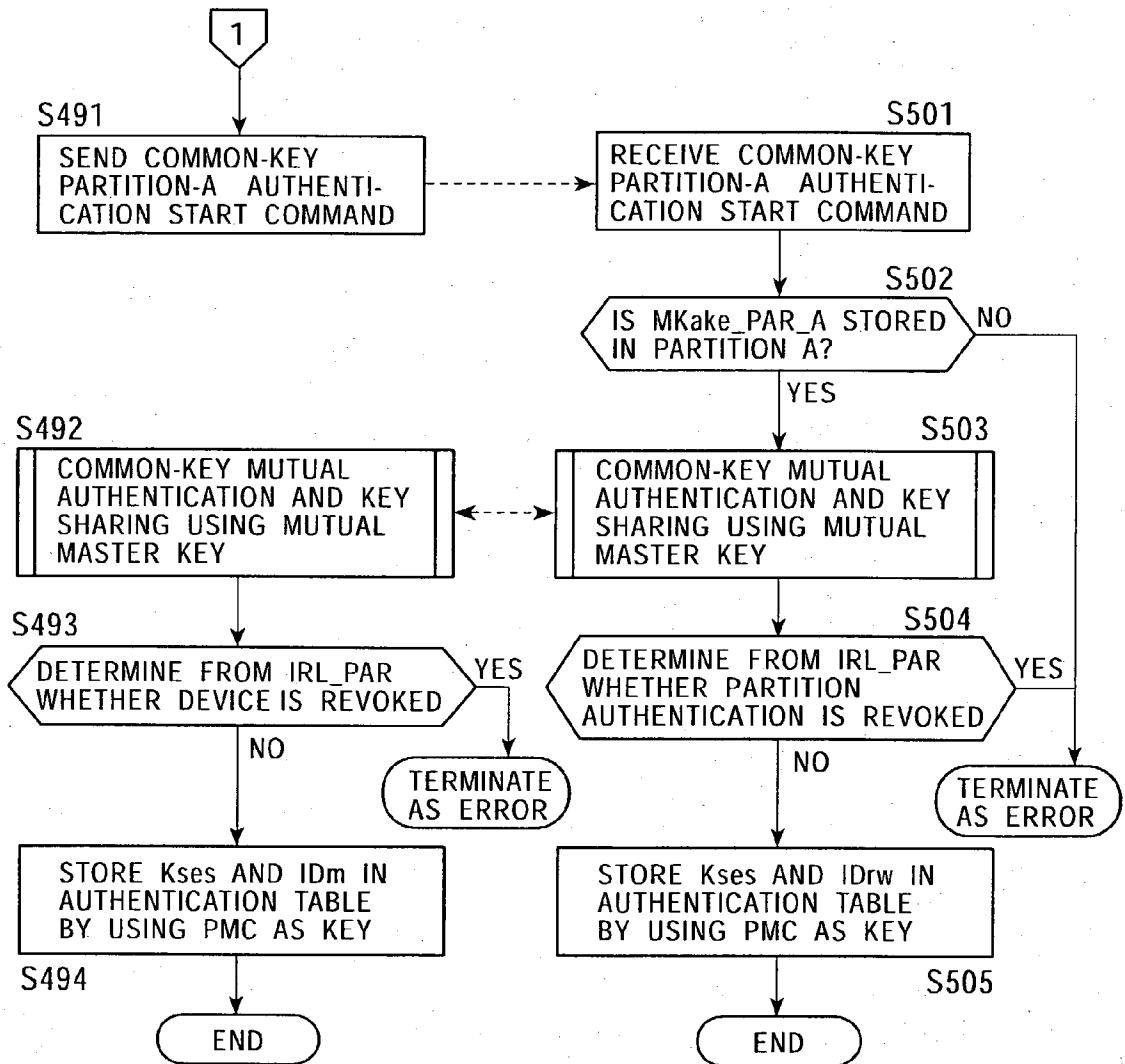 1
S491
SEND COMMON-KEY
PARTITION-A AUTHENTI-
CATION START COMMAND
S501
RECEIVE COMMON-KEY
PARTITION-A AUTHENTI-
CATION START COMMAND
S502
IS MKake_PAR_A STORED
IN PARTITION A?
NO
YES
S492
COMMON-KEY MUTUAL
AUTHENTICATION AND KEY
SHARING USING MUTUAL
MASTER KEY
S503
COMMON-KEY MUTUAL
AUTHENTICATION AND KEY
SHARING USING MUTUAL
MASTER KEY
S493
DETERMINE FROM IRL_PAR
WHETHER DEVICE IS REVOKED
YES
NO
TERMINATE
AS ERROR
S504
DETERMINE FROM IRL_PAR
WHETHER PARTITION
AUTHENTICATION IS REVOKED
YES
NO
TERMINATE
AS ERROR
STORE Kses AND IDm IN
AUTHENTICATION TABLE
BY USING PMC AS KEY
S494
END
STORE Kses AND IDrw IN
AUTHENTICATION TABLE
BY USING PMC AS KEY
S505
END